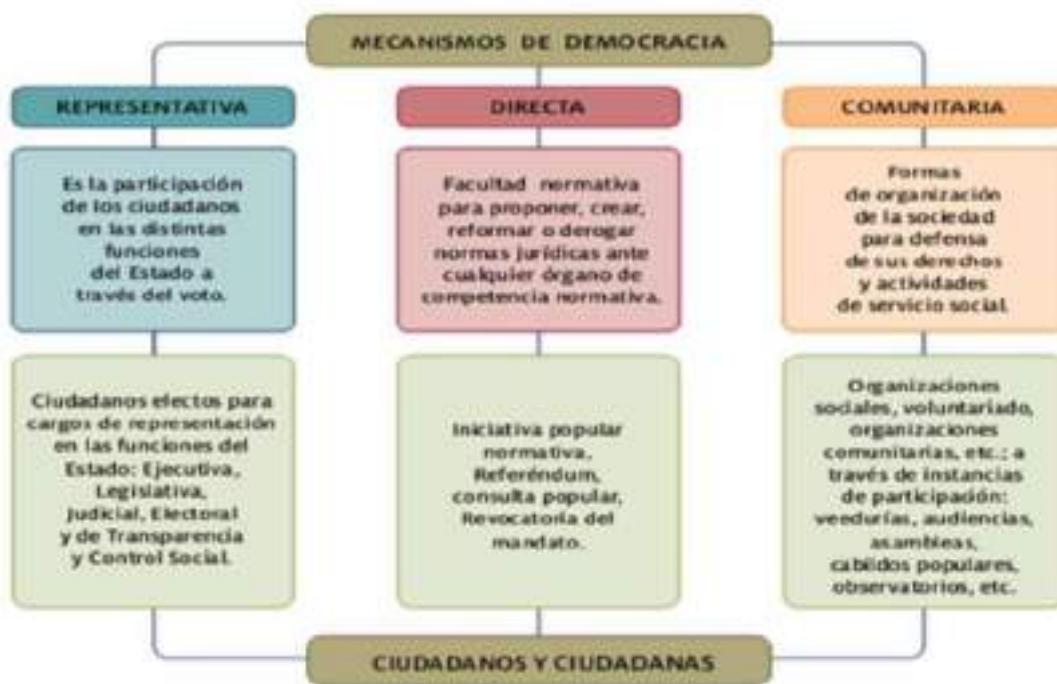 MECANISMOS DE DEMOCRACIA
REPRESENTATIVA
Es la participación
de los ciudadanos
en las distintas
funciones
del Estado a
través del voto.
Ciudadanos electos para
cargos de representación
en las funciones del
Estado: Ejecutiva,
Legislativa,
Judicial, Electoral
y de Transparencia
y Control Social.
DIRECTA
Facultad normativa
para proponer, crear,
reformar o derogar
normas jurídicas ante
cualquier órgano de
competencia normativa.
Iniciativa popular
normativa,
Referéndum,
consulta popular,
Revocatoria del
mandato.
COMUNITARIA
Formas
de organización
de la sociedad
para defensa
de sus derechos
y actividades
de servicio social.
Organizaciones
sociales, voluntariado,
organizaciones
comunitarias, etc.; a
través de instancias
de participación:
veedurías, audiencias,
asambleas,
cabildos populares,
observatorios, etc.
CIUDADANOS Y CIUDADANAS